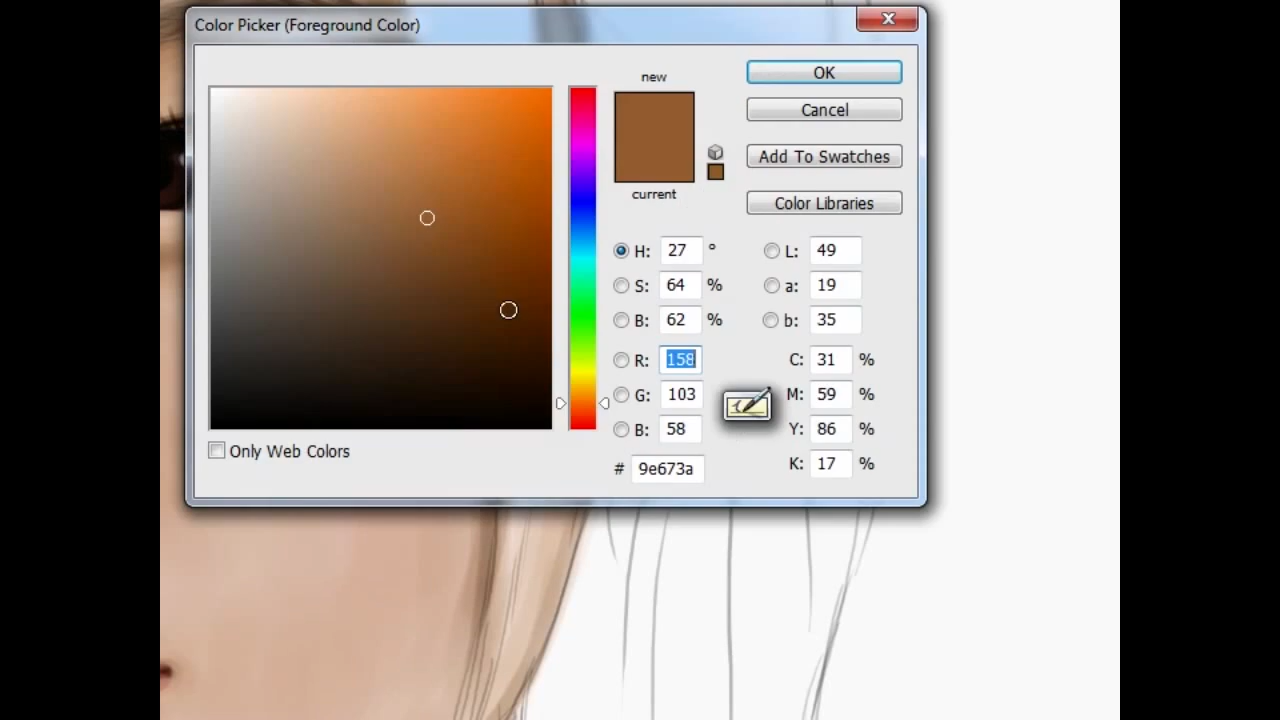 Color Picker (Foreground Color)
new
current
OK
Cancel
Add To Swatches
Color Libraries
H: 27 °
S: 64 %
B: 62 %
R: 158
G: 103
B: 58
# 9e673a
L: 49
a: 19
b: 35
C: 31 %
M: 59 %
Y: 86 %
K: 17 %
Only Web Colors